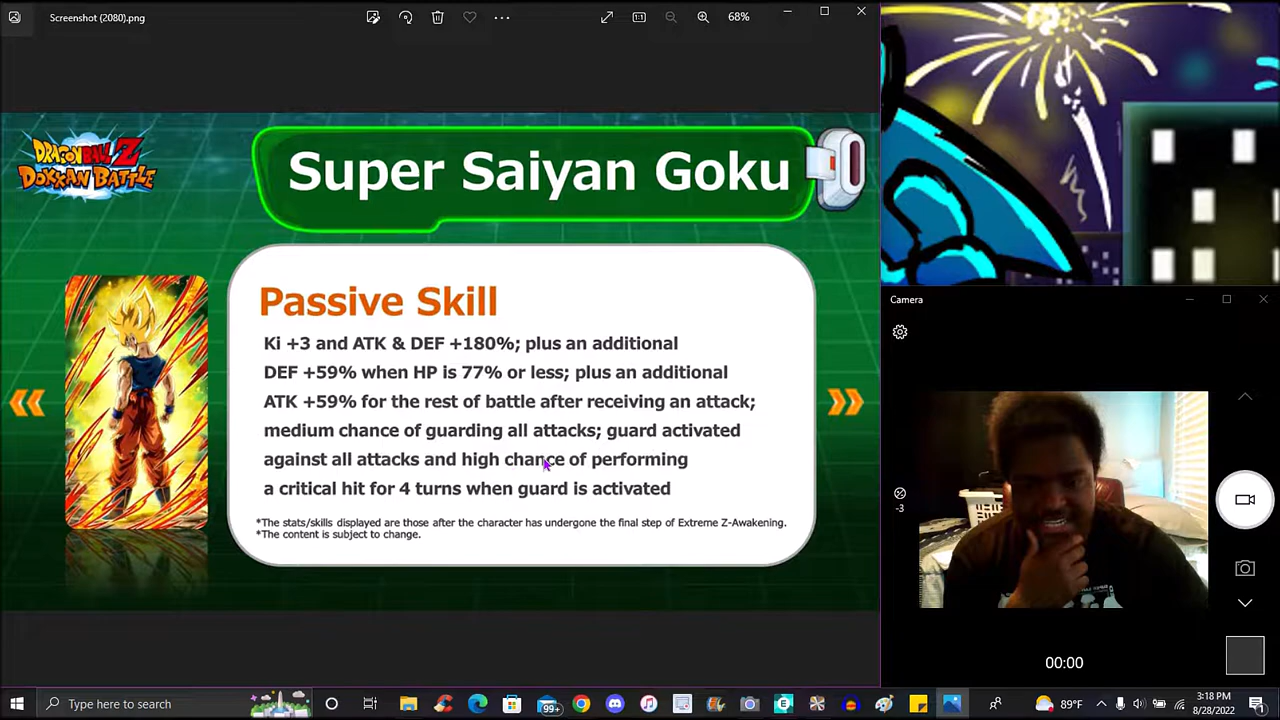 Screenshot (2080).png
68%
DRAGON BALL Z
DOKKAN BATTLE
Super Saiyan Goku
Passive Skill
Ki +3 and ATK & DEF +180%; plus an additional
DEF +59% when HP is 77% or less; plus an additional
ATK +59% for the rest of battle after receiving an attack;
medium chance of guarding all attacks; guard activated
against all attacks and high chance of performing
a critical hit for 4 turns when guard is activated
*The stats/skills displayed are those after the character has undergone the final step of Extreme Z-Awakening.
*The content is subject to change.
Camera
-3
00:00
Type here to search
99+
89°F
3:18 PM
8/28/2022